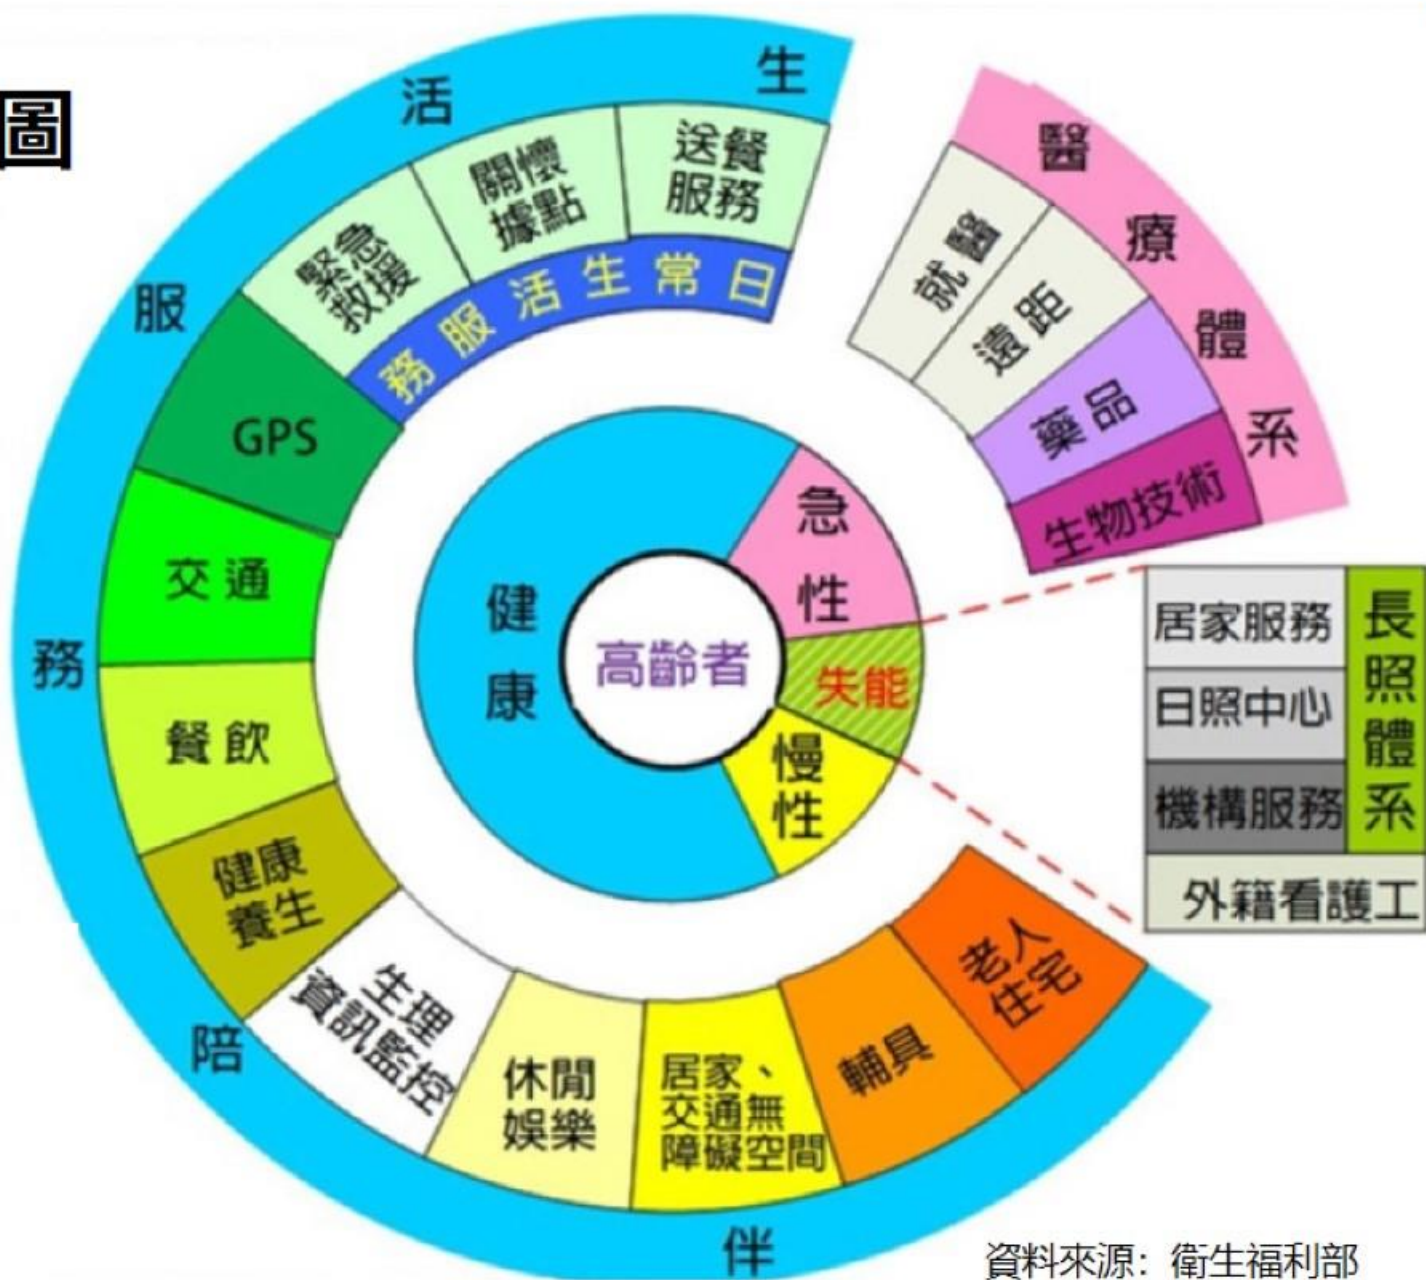 圖
生活服務陪伴
送餐
服務
關懷
據點
緊急
救援
日常生活服務
GPS
交通
餐飲
健康
養生
生理
資訊監控
休閒
娛樂
居家、
交通無
障礙空間
輔具
老人
住宅
醫療體系
就醫
遠距
藥品
生物技術
高齡者
健康
急性
失能
慢性
長照體系
居家服務
日照中心
機構服務
外籍看護工
資料來源：衛生福利部